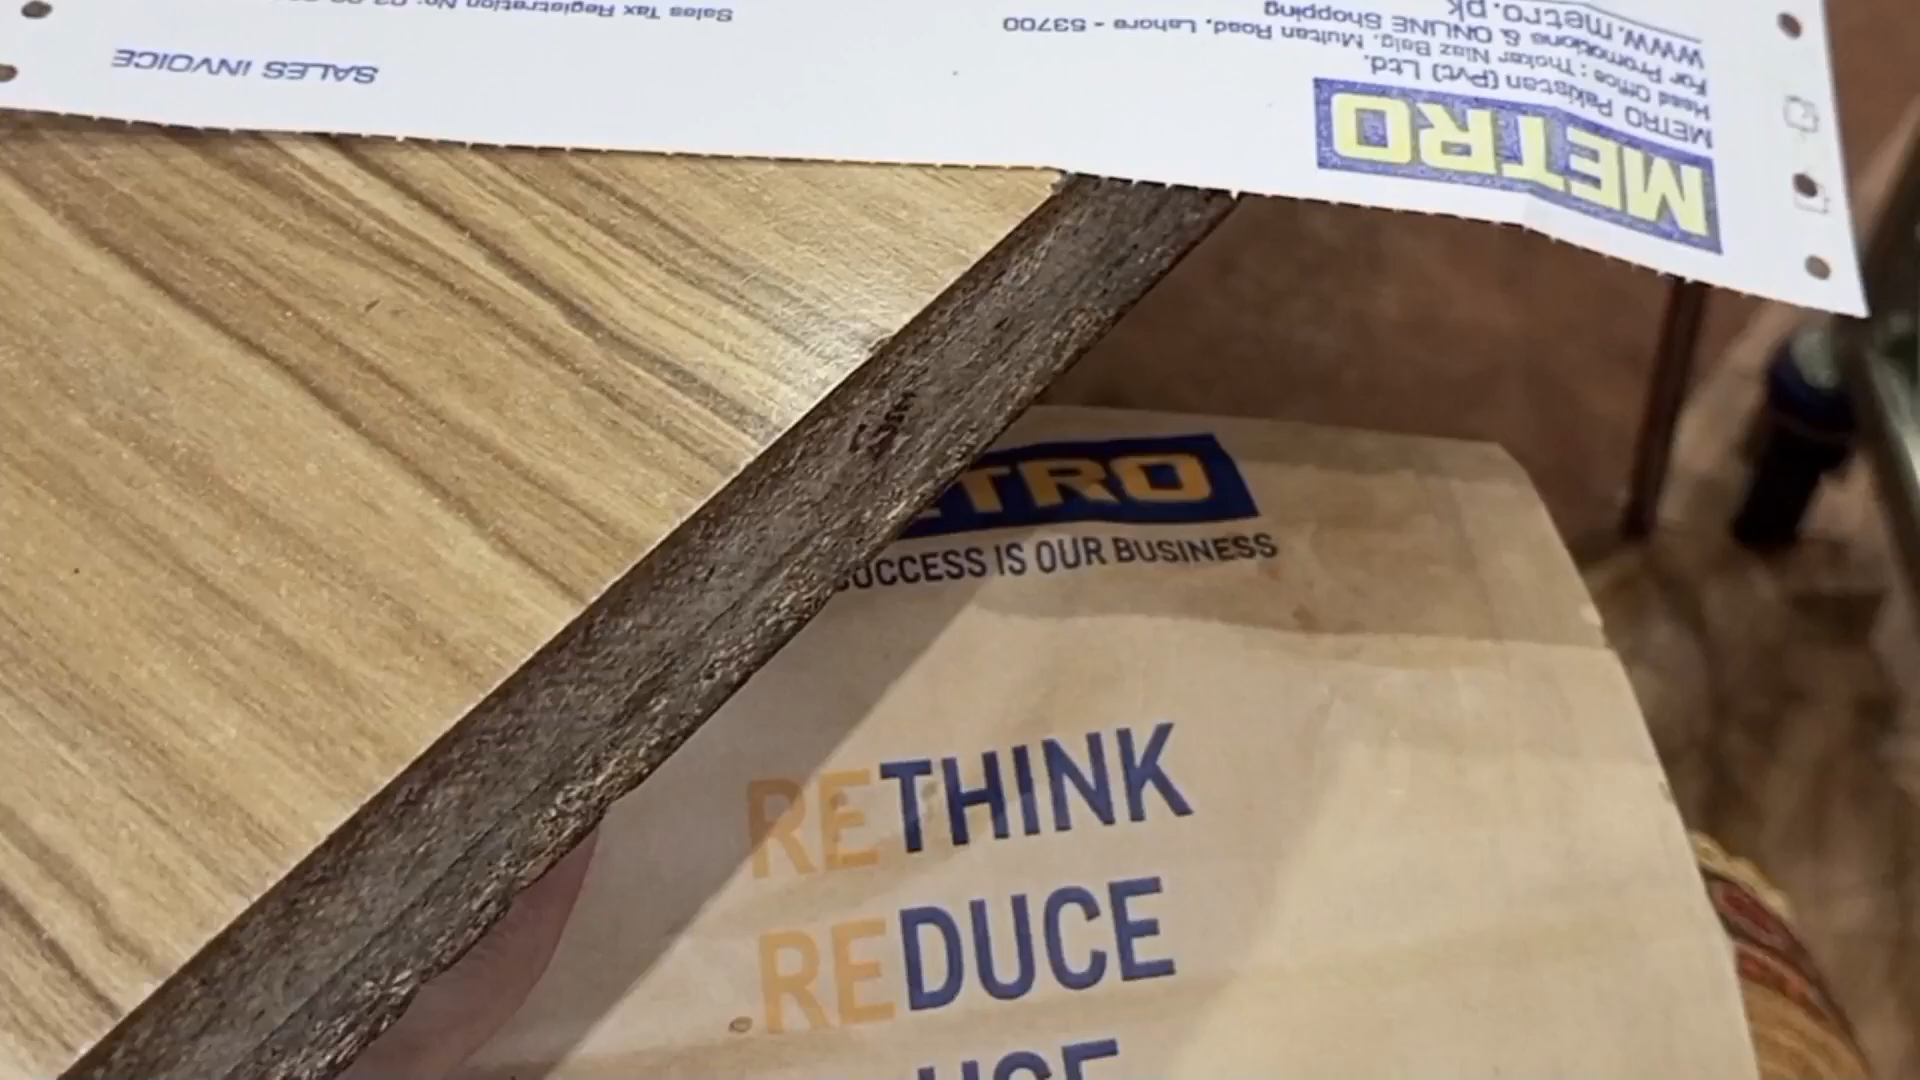 METRO
METRO Pakistan (Pvt) Ltd.
Head Office : Thokar Niaz Baig, Multan Road, Lahore - 53700
For Promotions & ONLINE Shopping
www.metro.pk
SALES INVOICE
Sales Tax Registration No:
TRO
SUCCESS IS OUR BUSINESS
RETHINK
REDUCE
USE